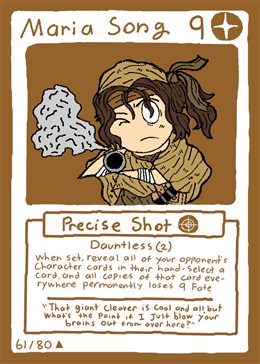 Maria Song 9
Precise Shot
Dauntless (2)
When set, reveal all of your opponent's
Character cards in their hand. Select a
Card, and all copies of that card eve-
rywhere permanently loses 9 Fate
"That giant cleaver is cool and all, but
what's the point if I just blow your
brains out from over here?"
61/80